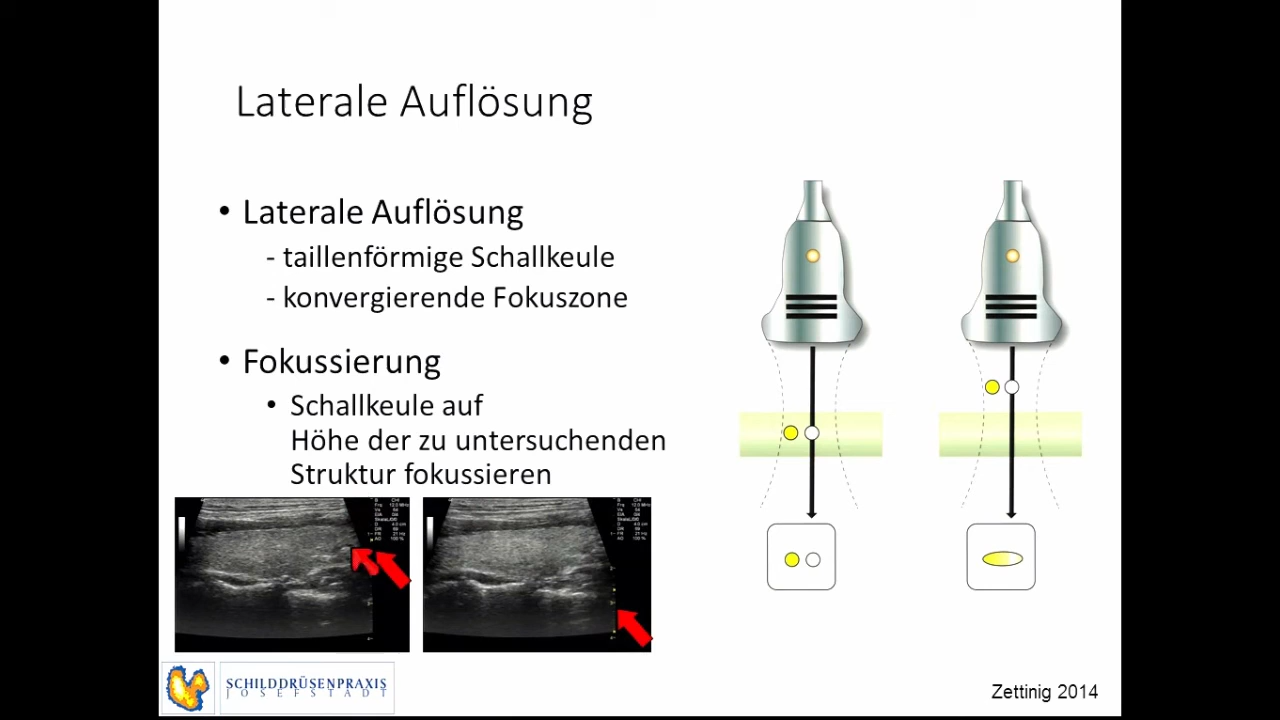 Laterale Auflösung
• Laterale Auflösung
- taillenförmige Schallkeule
- konvergierende Fokuszone
• Fokussierung
• Schallkeule auf
Höhe der zu untersuchenden
Struktur fokussieren
SCHILDDRÜSENPRAXIS
JOSEFSTADT
Zettinig 2014